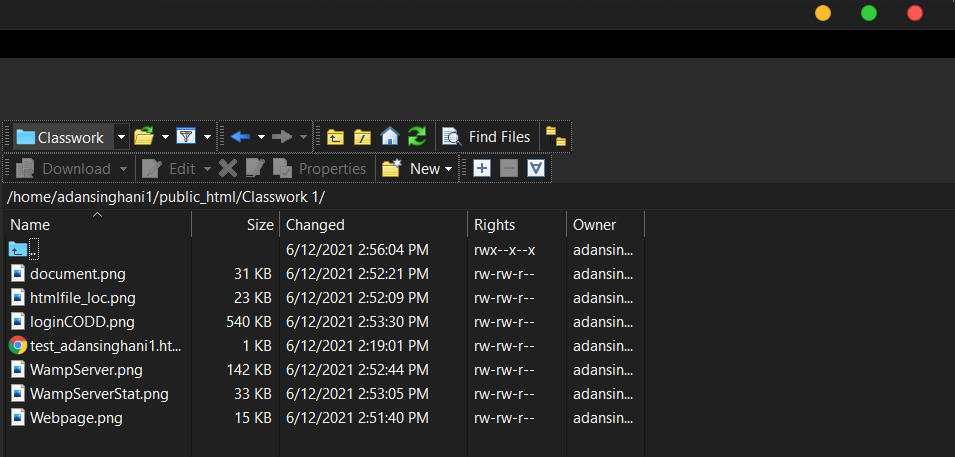 Classwork Find Files
Download Edit Properties New
/home/adansinghani1/public_html/Classwork 1/
Name Size Changed Rights Owner
.. 6/12/2021 2:56:04 PM rwx--x--x adansin...
document.png 31 KB 6/12/2021 2:52:21 PM rw-rw-r-- adansin...
htmlfile_loc.png 23 KB 6/12/2021 2:52:09 PM rw-rw-r-- adansin...
loginCODD.png 540 KB 6/12/2021 2:53:30 PM rw-rw-r-- adansin...
test_adansinghani1.ht... 1 KB 6/12/2021 2:19:01 PM rw-rw-r-- adansin...
WampServer.png 142 KB 6/12/2021 2:52:44 PM rw-rw-r-- adansin...
WampServerStat.png 33 KB 6/12/2021 2:53:05 PM rw-rw-r-- adansin...
Webpage.png 15 KB 6/12/2021 2:51:40 PM rw-rw-r-- adansin...